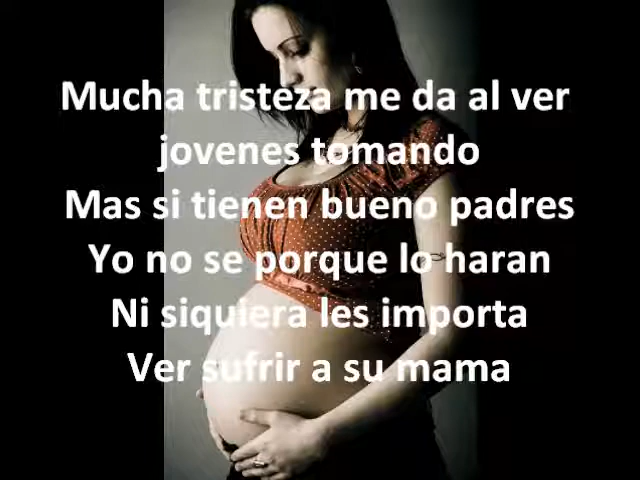 Mucha tristeza me da al ver
jovenes tomando
Mas si tienen bueno padres
Yo no se porque lo haran
Ni siquiera les importa
Ver sufrir a su mama